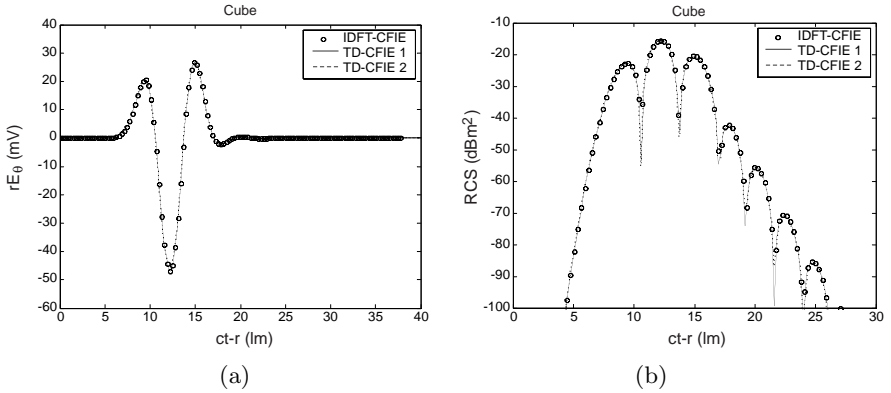 Cube
IDFT-CFIE
TD-CFIE 1
TD-CFIE 2
40
30
20
10
0
-10
-20
-30
-40
-50
-60
rEθ (mV)
0
5
10
15
20
25
30
35
40
ct-r (lm)
(a)
Cube
IDFT-CFIE
TD-CFIE 1
TD-CFIE 2
-10
-20
-30
-40
-50
-60
-70
-80
-90
-100
RCS (dBm²)
0
5
10
15
20
25
30
ct-r (lm)
(b)